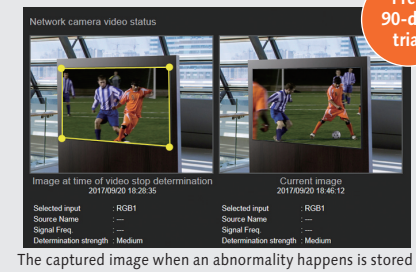 Network camera video status
90-d
tria
Image at time of video stop determination
2017/09/20 18:28:35
Current image
2017/09/20 18:46:12
Selected input : RGB1
Source Name : ---
Signal Freq. : ---
Determination strength : Medium
Selected input : RGB1
Source Name : ---
Signal Freq. : ---
Determination strength : Medium
The captured image when an abnormality happens is stored